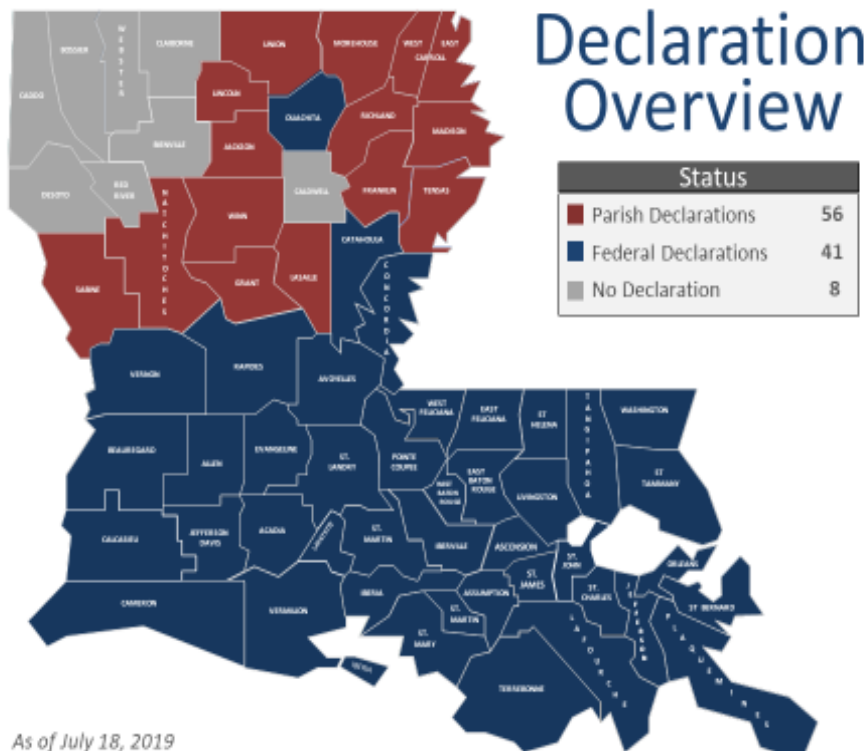 Declaration
Overview
Status
Parish Declarations 56
Federal Declarations 41
No Declaration 8
CADDO
BOSSIER
WEBSTER
CLAIBORNE
UNION
MOREHOUSE
WEST
CARROLL
EAST
LINCOLN
OUACHITA
RICHLAND
MADISON
BIENVILLE
JACKSON
DESOTO
RED
RIVER
NATCHITOCHES
WINN
CALDWELL
FRANKLIN
TENSAS
CATAHOULA
CONCORDIA
SABINE
GRANT
LASALLE
VERNON
RAPIDES
AVOYELLES
WEST
FELICIANA
EAST
FELICIANA
ST
HELENA
TANGIPAHOA
WASHINGTON
BEAUREGARD
ALLEN
EVANGELINE
ST.
LANDRY
POINTE
COUPEE
WEST
BATON
ROUGE
EAST
BATON
ROUGE
LIVINGSTON
ST
TAMMANY
CALCASIEU
JEFFERSON
DAVIS
ACADIA
LAFAYETTE
ST.
MARTIN
IBERVILLE
ASCENSION
ST.
JOHN
ORLEANS
CAMERON
VERMILION
IBERIA
ASSUMPTION
ST.
JAMES
ST.
CHARLES
JEFFERSON
ST BERNARD
ST.
MARTIN
ST.
MARY
LAFOURCHE
PLAQUEMINES
IBERIA
TERREBONNE
As of July 18, 2019